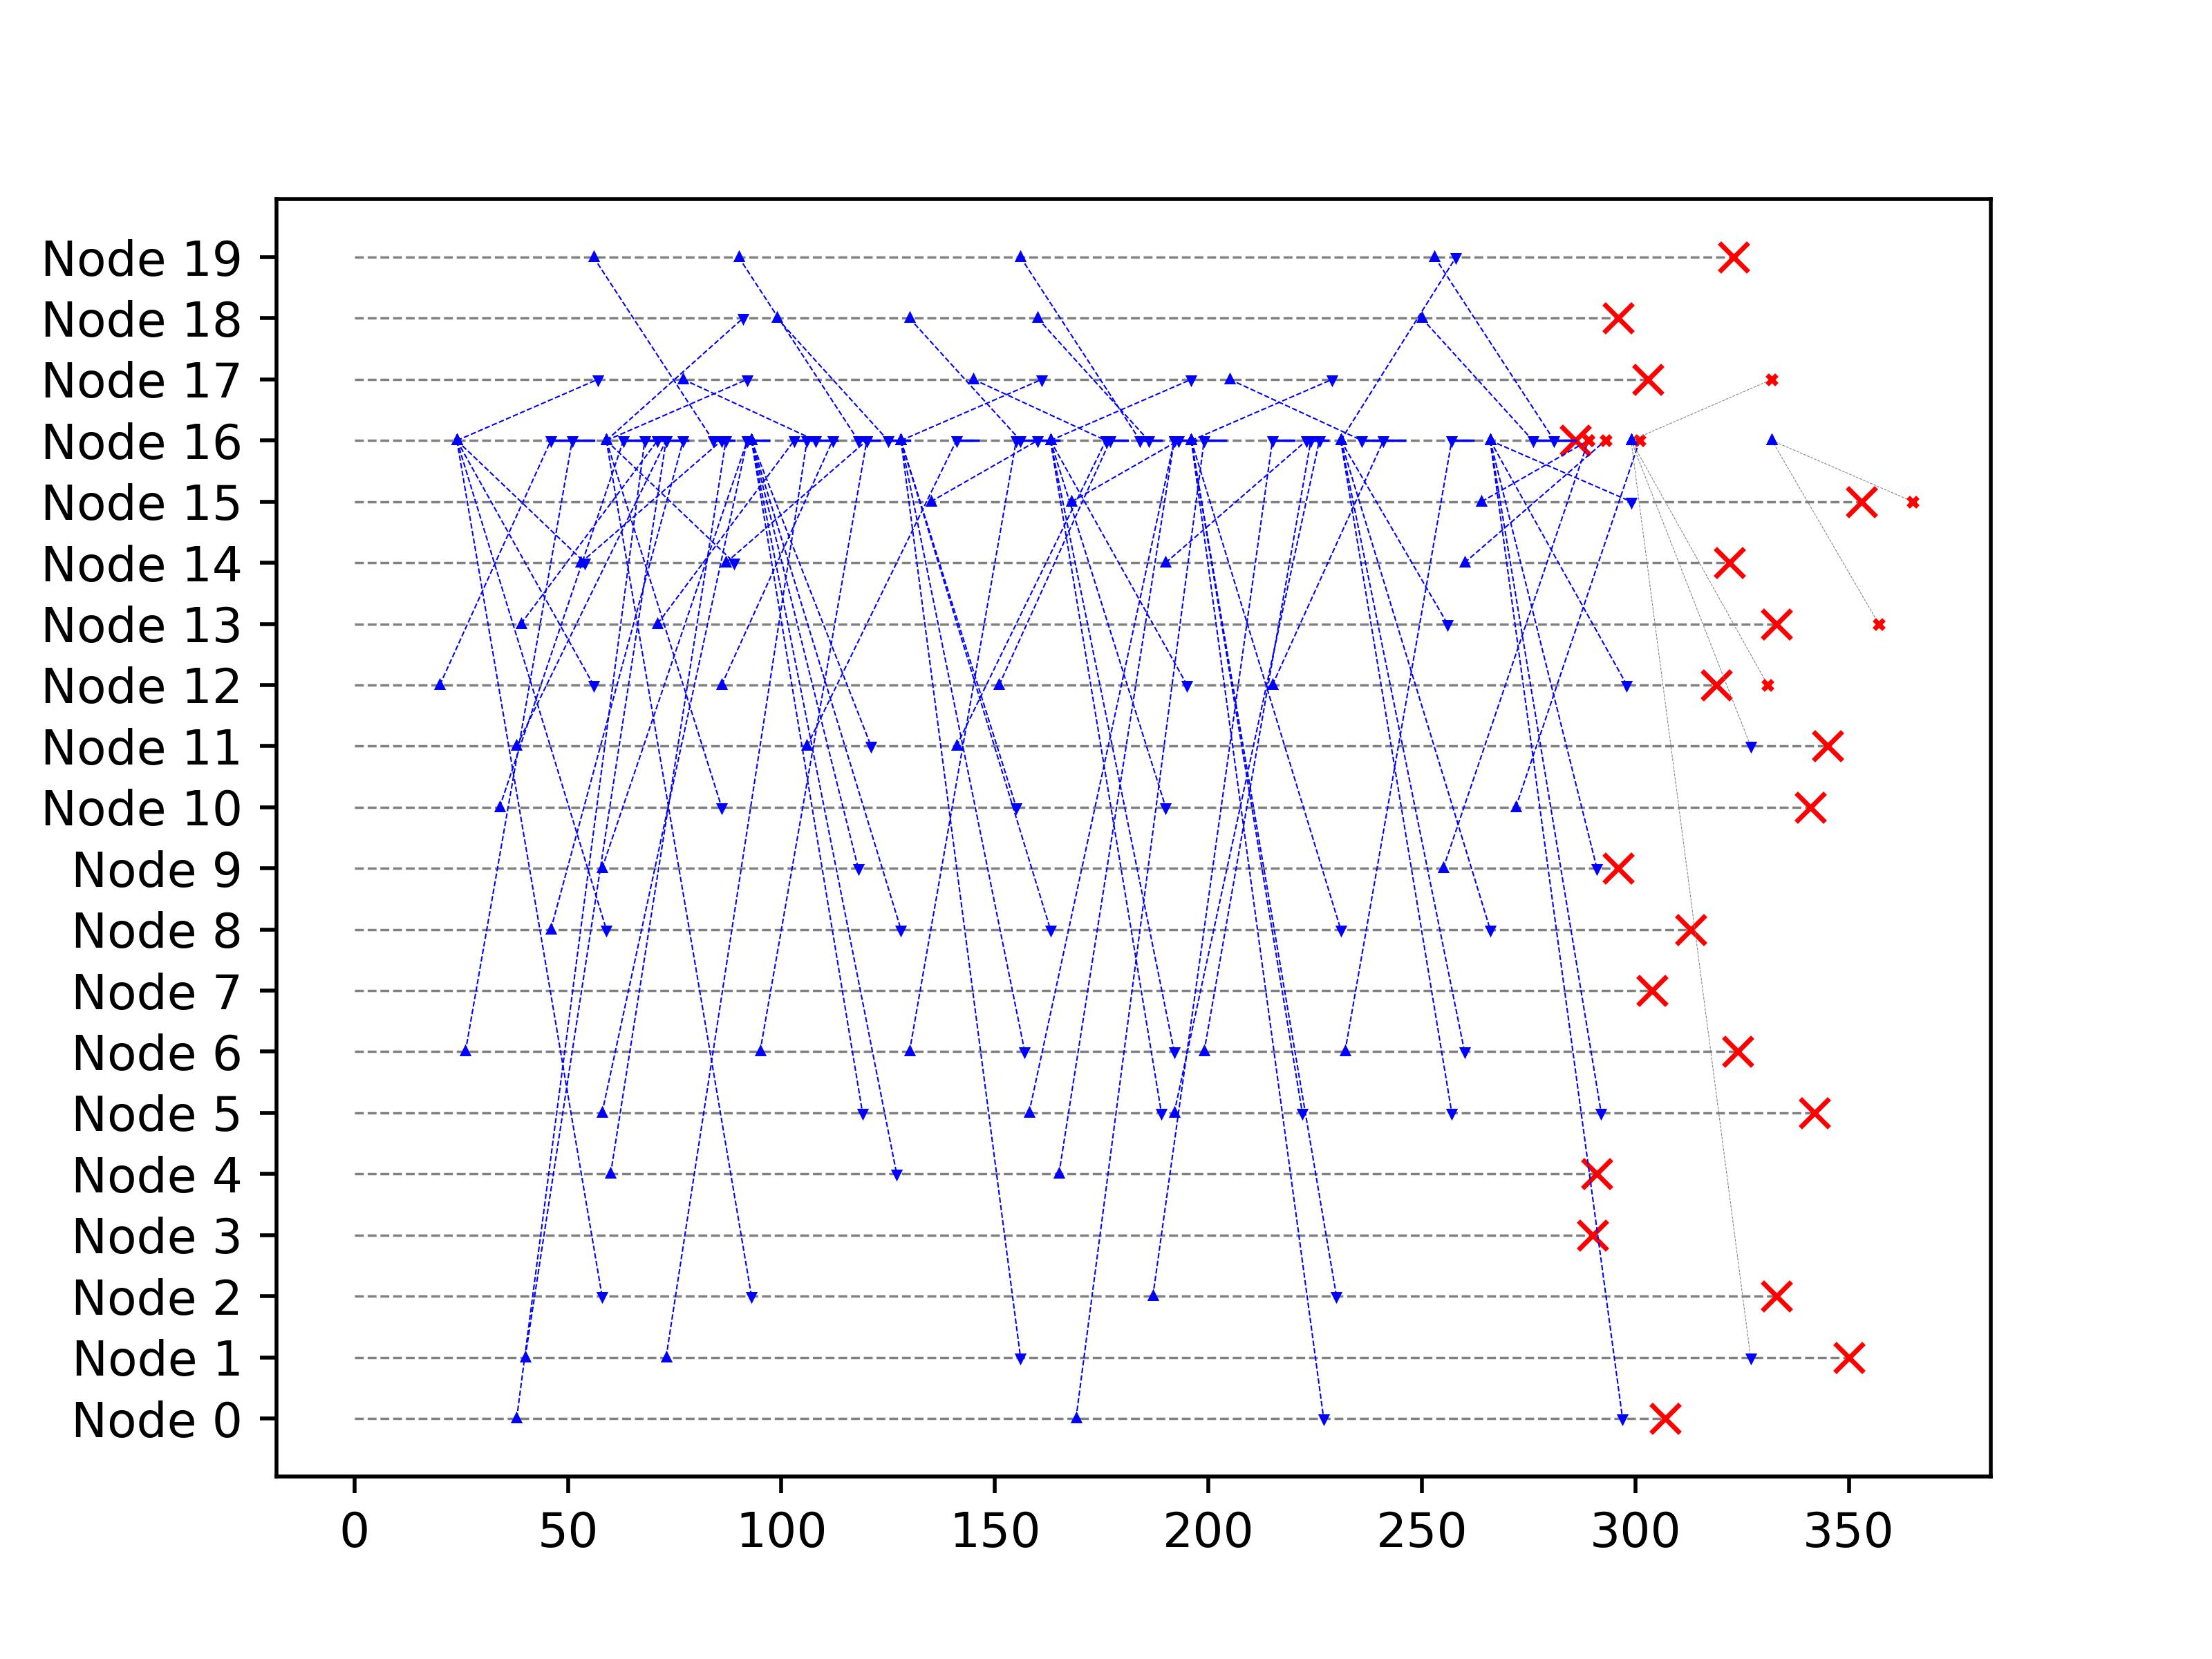 Node 19
Node 18
Node 17
Node 16
Node 15
Node 14
Node 13
Node 12
Node 11
Node 10
Node 9
Node 8
Node 7
Node 6
Node 5
Node 4
Node 3
Node 2
Node 1
Node 0
0 50 100 150 200 250 300 350